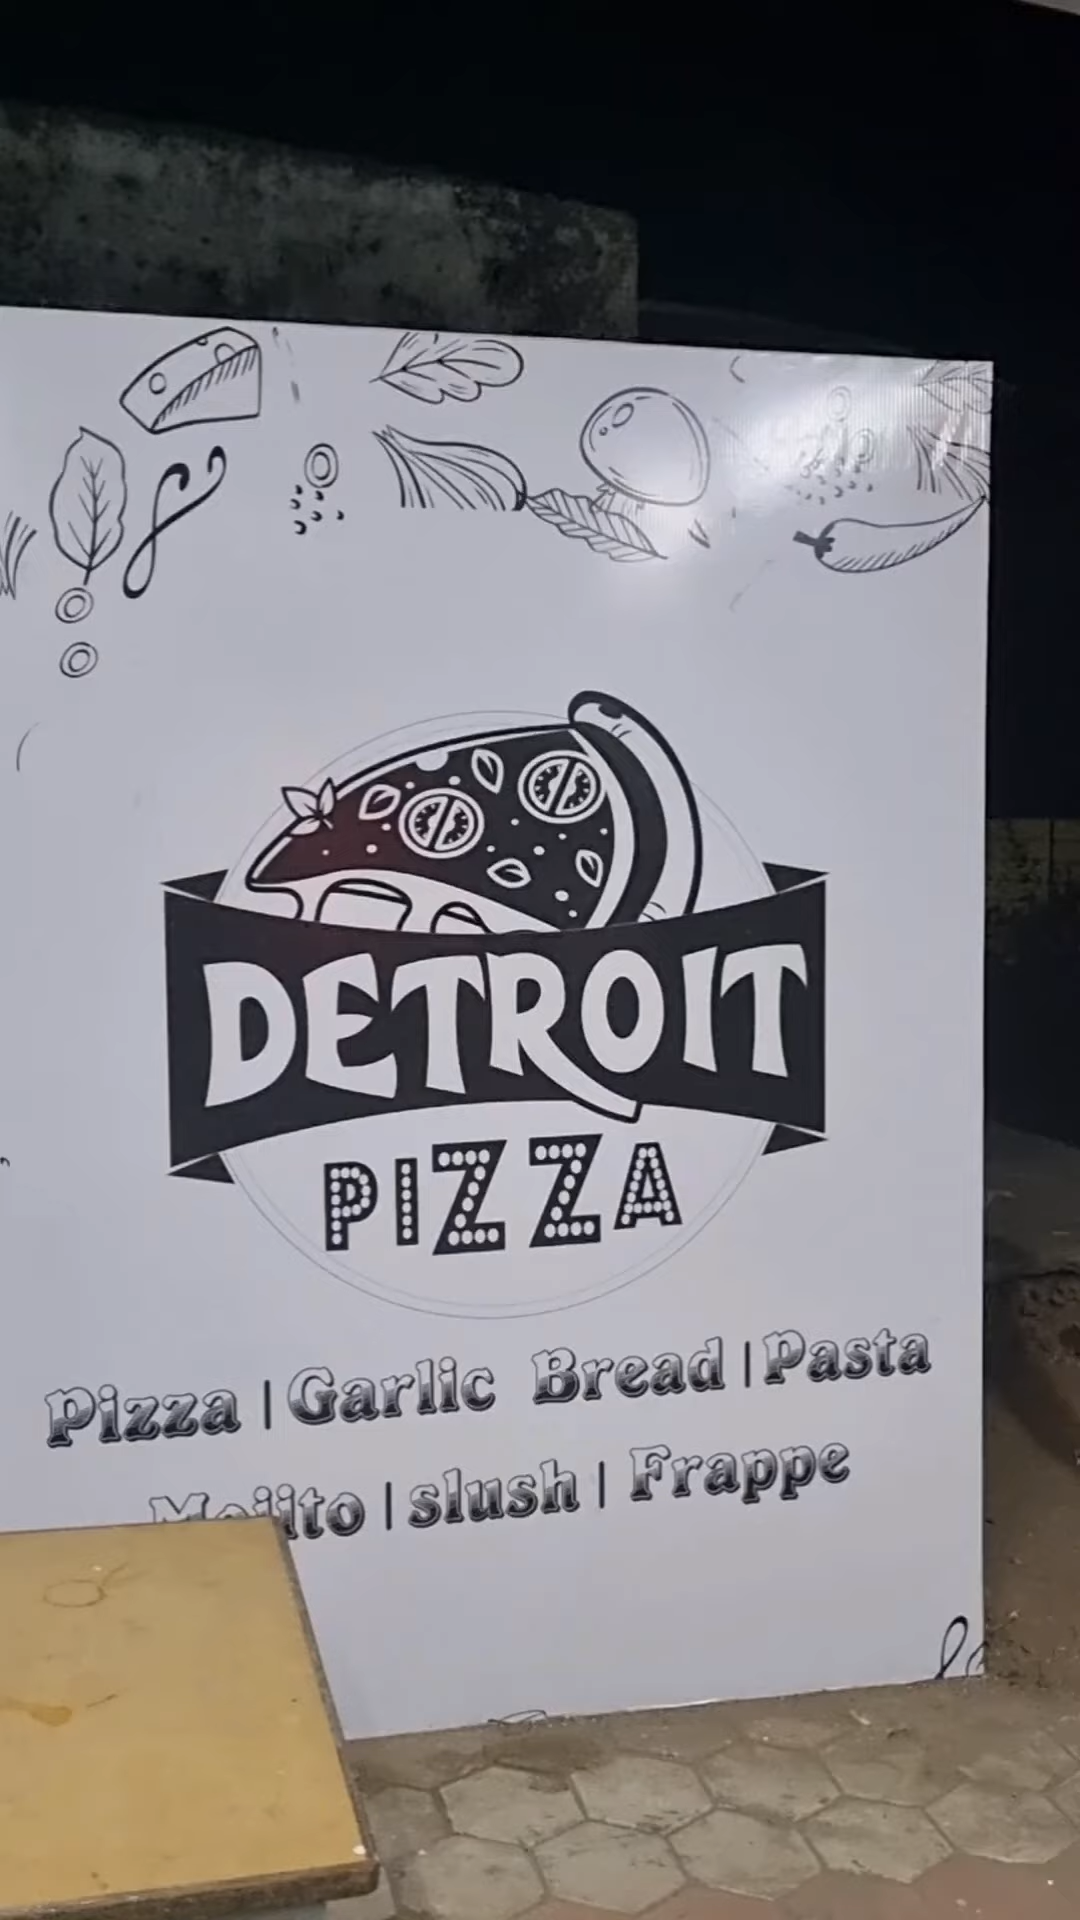 DETROIT
PIZZA
Pizza | Garlic Bread | Pasta
Mojito | slush | Frappe